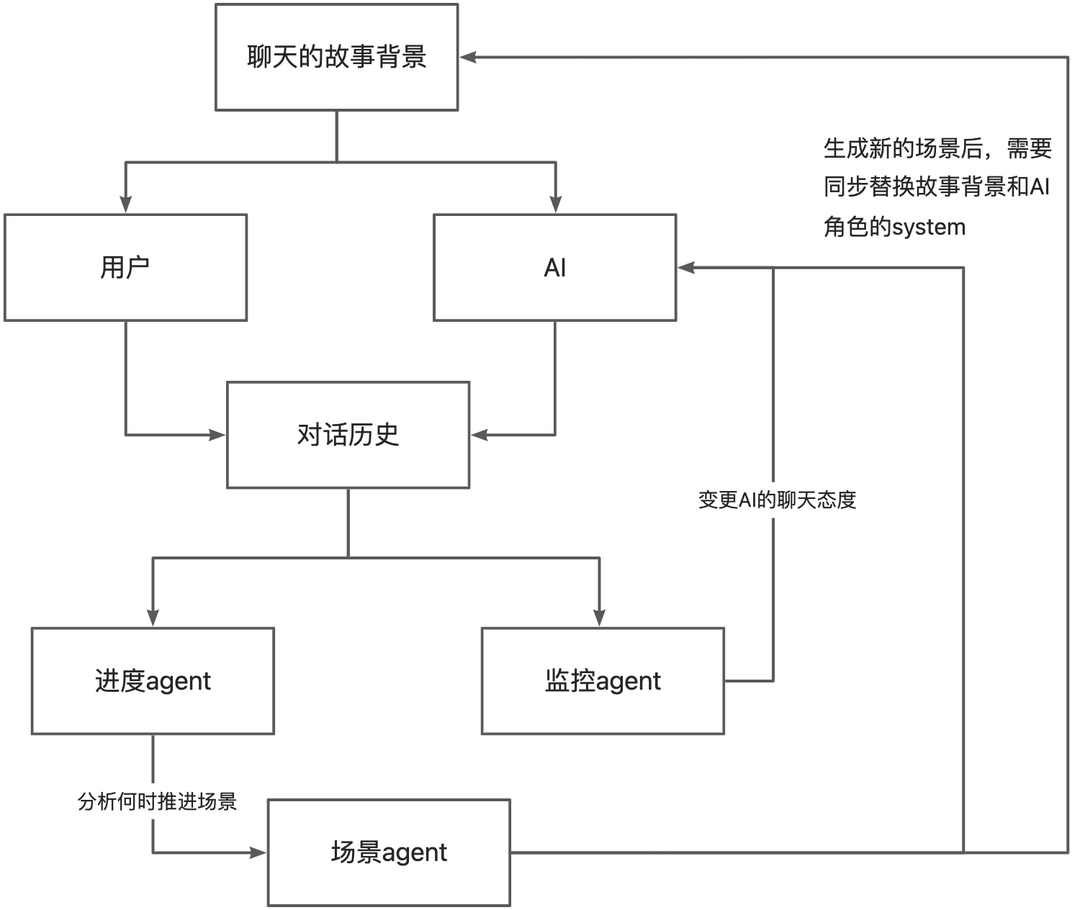 聊天的故事背景
生成新的场景后，需要
同步替换故事背景和AI
角色的system
用户
AI
对话历史
变更AI的聊天态度
进度agent
监控agent
分析何时推进场景
场景agent